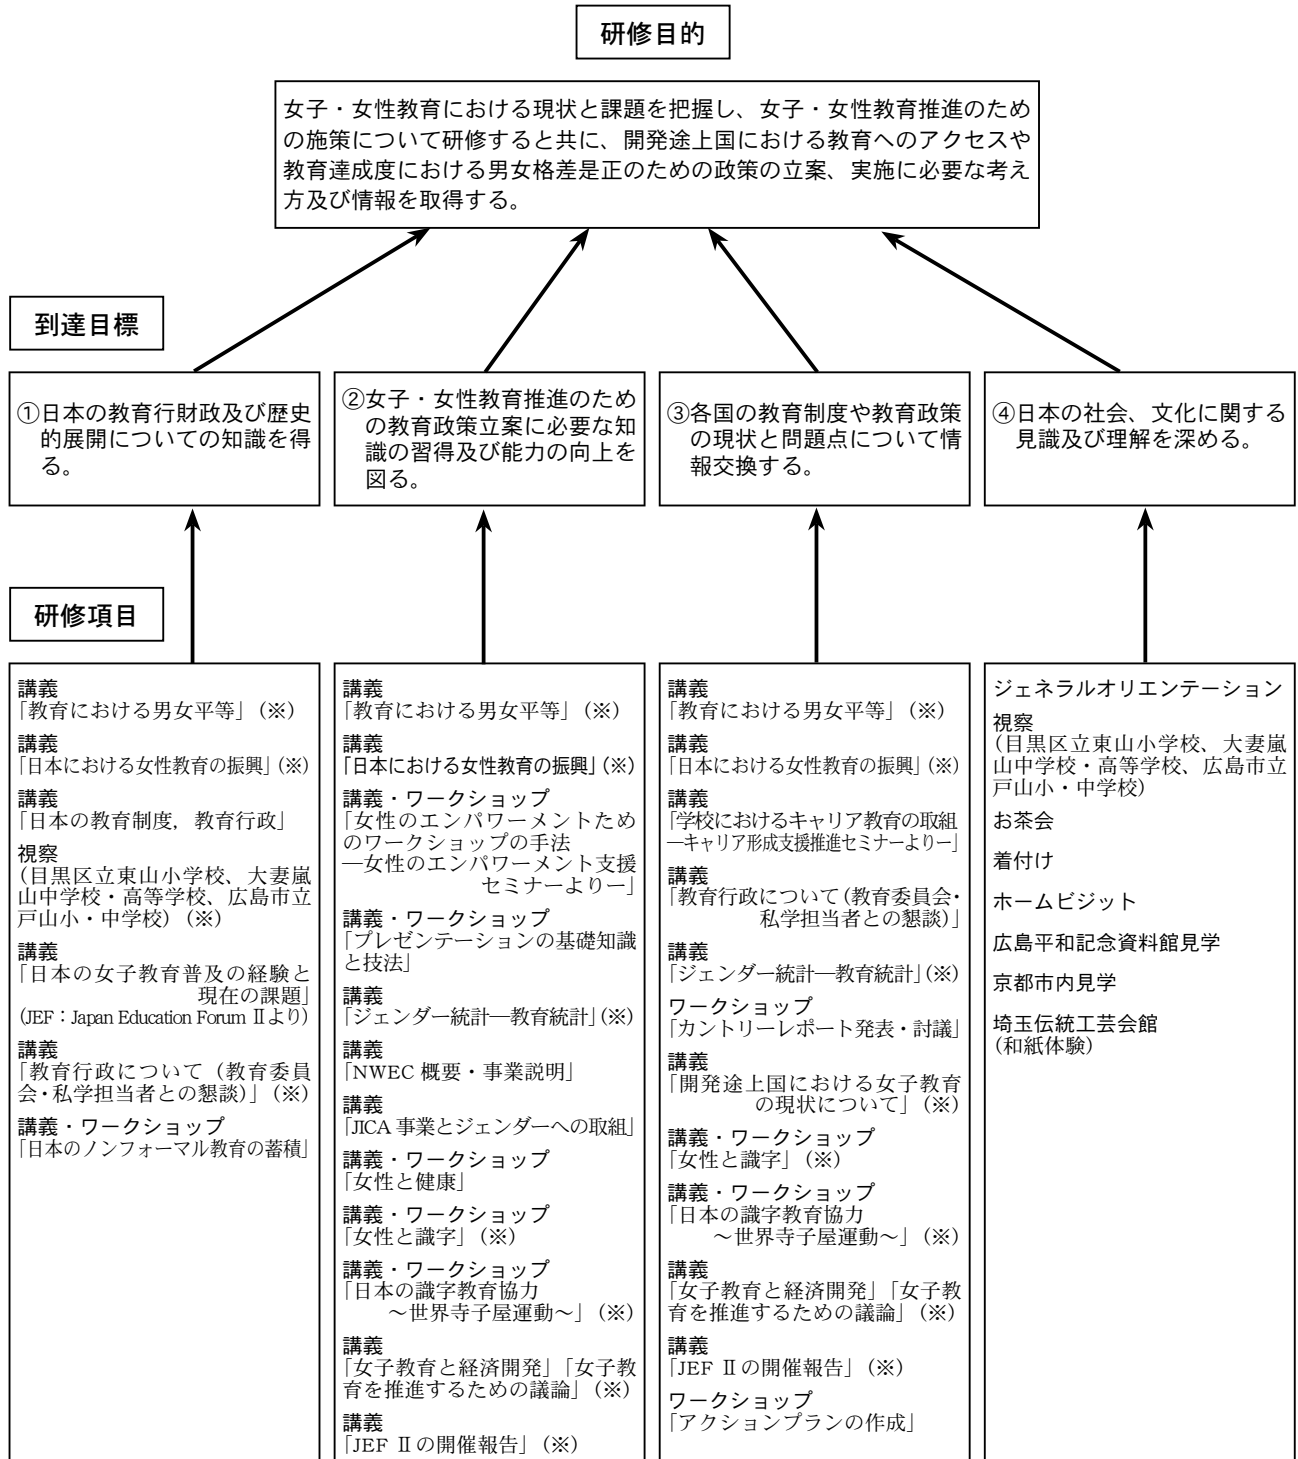 研修目的
女子・女性教育における現状と課題を把握し、女子・女性教育推進のため
の施策について研修すると共に、開発途上国における教育へのアクセスや
教育達成度における男女格差是正のための政策の立案、実施に必要な考え
方及び情報を取得する。
到達目標
①日本の教育行財政及び歴史
的展開についての知識を得
る。
②女子・女性教育推進のため
の教育政策立案に必要な知
識の習得及び能力の向上を
図る。
③各国の教育制度や教育政策
の現状と問題点について情
報交換する。
④日本の社会、文化に関する
見識及び理解を深める。
研修項目
講義
「教育における男女平等」（※）
講義
「日本における女性教育の振興」（※）
講義
「日本の教育制度，教育行政」
視察
（目黒区立東山小学校、大妻嵐
山中学校・高等学校、広島市立
戸山小・中学校）（※）
講義
「日本の女子教育普及の経験と
現在の課題」
（JEF：Japan Education Forum Ⅱより）
講義
「教育行政について（教育委員
会・私学担当者との懇談）」（※）
講義・ワークショップ
「日本のノンフォーマル教育の蓄積」
講義
「教育における男女平等」（※）
講義
「日本における女性教育の振興」（※）
講義・ワークショップ
「女性のエンパワーメントため
のワークショップの手法
―女性のエンパワーメント支援
セミナーよりー」
講義・ワークショップ
「プレゼンテーションの基礎知識
と技法」
講義
「ジェンダー統計―教育統計」（※）
講義
「NWEC 概要・事業説明」
講義
「JICA 事業とジェンダーへの取組」
講義・ワークショップ
「女性と健康」
講義・ワークショップ
「女性と識字」（※）
講義・ワークショップ
「日本の識字教育協力
～世界寺子屋運動～」（※）
講義
「女子教育と経済開発」「女子教
育を推進するための議論」（※）
講義
「JEF Ⅱの開催報告」（※）
講義
「教育における男女平等」（※）
講義
「日本における女性教育の振興」（※）
講義
「学校におけるキャリア教育の取組
―キャリア形成支援推進セミナーよりー」
講義
「教育行政について（教育委員会・
私学担当者との懇談）」
講義
「ジェンダー統計―教育統計」（※）
ワークショップ
「カントリーレポート発表・討議」
講義
「開発途上国における女子教育
の現状について」（※）
講義・ワークショップ
「女性と識字」（※）
講義・ワークショップ
「日本の識字教育協力
～世界寺子屋運動～」（※）
講義
「女子教育と経済開発」「女子教
育を推進するための議論」（※）
講義
「JEF Ⅱの開催報告」（※）
ワークショップ
「アクションプランの作成」
ジェネラルオリエンテーション
視察
（目黒区立東山小学校、大妻嵐
山中学校・高等学校、広島市立
戸山小・中学校）
お茶会
着付け
ホームビジット
広島平和記念資料館見学
京都市内見学
埼玉伝統工芸会館
（和紙体験）